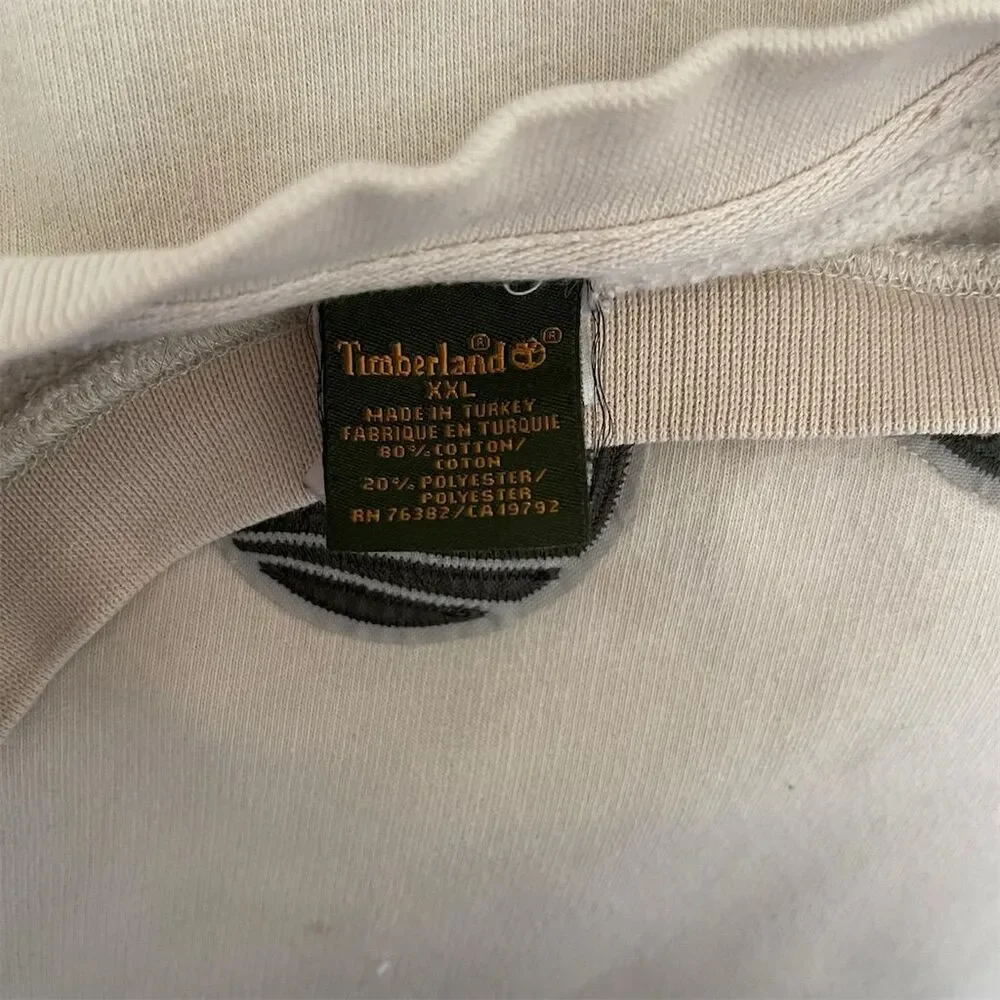 Timberland® ®
XXL
MADE IN TURKEY
FABRIQUE EN TURQUIE
80% COTTON/
COTON
20% POLYESTER/
POLYESTER
RN 76382/CA 19792